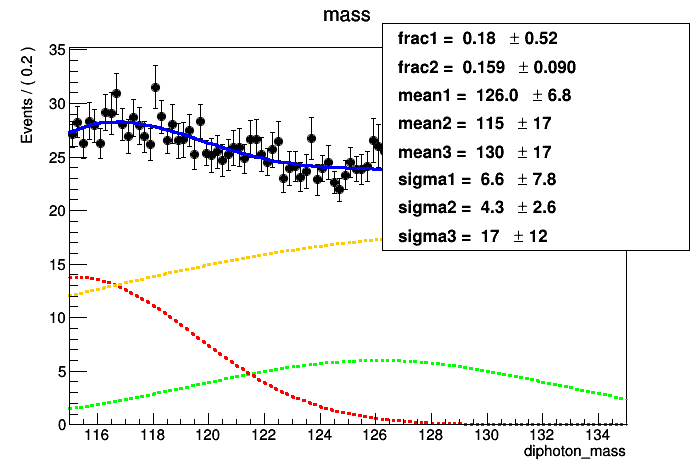 mass
frac1 = 0.18 ± 0.52
frac2 = 0.159 ± 0.090
mean1 = 126.0 ± 6.8
mean2 = 115 ± 17
mean3 = 130 ± 17
sigma1 = 6.6 ± 7.8
sigma2 = 4.3 ± 2.6
sigma3 = 17 ± 12
Events / ( 0.2 )
35
30
25
20
15
10
5
0
116 118 120 122 124 126 128 130 132 134
diphoton_mass